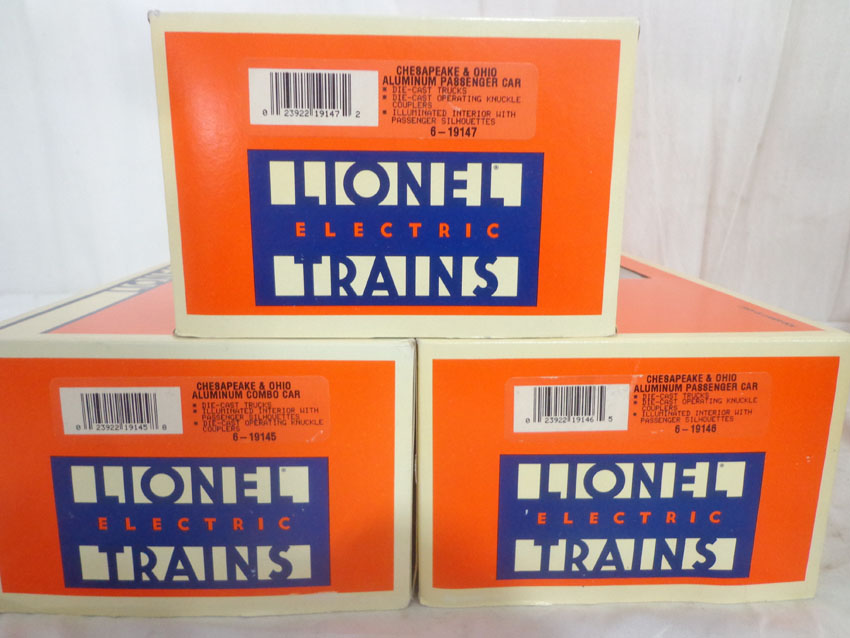 CHESAPEAKE & OHIO
ALUMINUM PASSENGER CAR
■ DIE-CAST TRUCKS
■ DIE-CAST OPERATING KNUCKLE
COUPLERS
■ ILLUMINATED INTERIOR WITH
PASSENGER SILHOUETTES
6-19147
0 23922 19147 2
LIONEL®
ELECTRIC
TRAINS
CHESAPEAKE & OHIO
ALUMINUM COMBO CAR
■ DIE-CAST TRUCKS
■ ILLUMINATED INTERIOR WITH
PASSENGER SILHOUETTES
■ DIE-CAST OPERATING KNUCKLE
COUPLERS
6-19145
0 23922 19145 8
LIONEL®
ELECTRIC
TRAINS
CHESAPEAKE & OHIO
ALUMINUM PASSENGER CAR
■ DIE-CAST TRUCKS
■ DIE-CAST OPERATING KNUCKLE
COUPLERS
■ ILLUMINATED INTERIOR WITH
PASSENGER SILHOUETTES
6-19146
0 23922 19146 5
LIONEL®
ELECTRIC
TRAINS